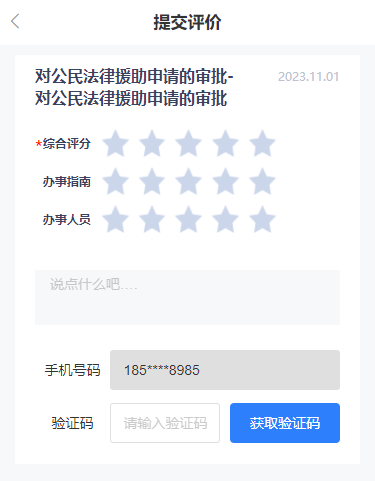 提交评价
对公民法律援助申请的审批-
对公民法律援助申请的审批
2023.11.01
*综合评分
办事指南
办事人员
说点什么吧....
手机号码 185****8985
验证码 请输入验证码 获取验证码